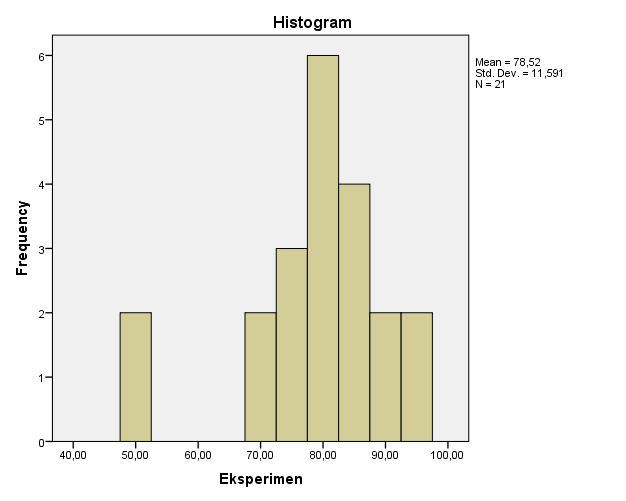 Histogram
Mean = 78,52
Std. Dev. = 11,591
N = 21
6
5
4
3
2
1
0
Frequency
40,00 50,00 60,00 70,00 80,00 90,00 100,00
Eksperimen